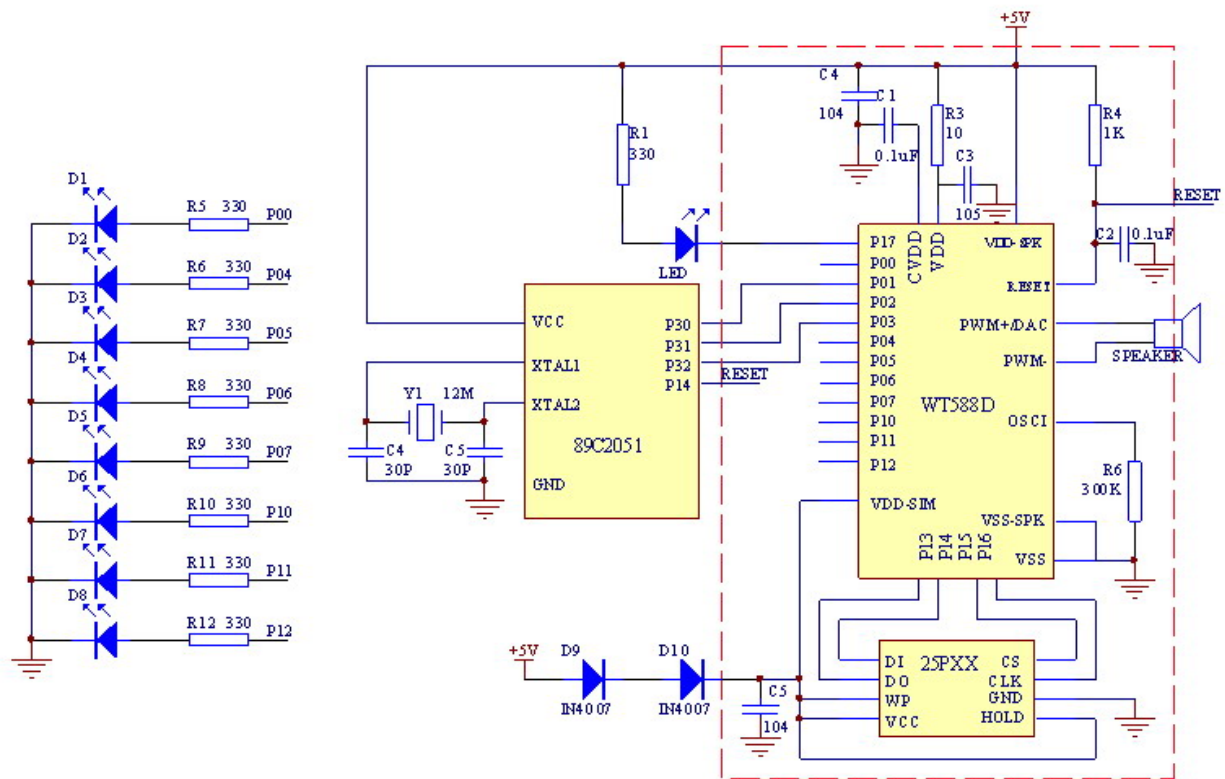 +5V
C4
104
C1
0.1uF
R3
10
C3
105
R4
1K
RESET
C2 0.1uF
R1
330
LED
D1
R5 330 P00
D2
R6 330 P04
D3
R7 330 P05
D4
R8 330 P06
D5
R9 330 P07
D6
R10 330 P10
D7
R11 330 P11
D8
R12 330 P12
VCC
XTAL1
XTAL2
GND
P30
P31
P32
P14
RESET
89C2051
Y1 12M
C4
30P
C5
30P
P17
P00
P01
P02
P03
P04
P05
P06
P07
P10
P11
P12
VDD-SIM
CVDD
VDD
VDD-SPK
RESET
PWM+/DAC
PWM-
OSCI
VSS-SPK
VSS
P13
P14
P15
P16
WT588D
SPEAKER
R6
300K
+5V
D9
IN4007
D10
IN4007
C5
104
25PXX
DI
DO
WP
VCC
CS
CLK
GND
HOLD